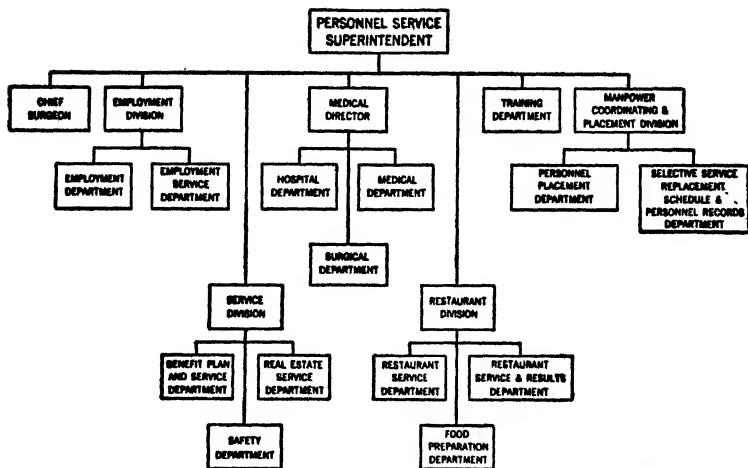 PERSONNEL SERVICE
SUPERINTENDENT
CHIEF
SURGEON
EMPLOYMENT
DIVISION
MEDICAL
DIRECTOR
TRAINING
DEPARTMENT
MANPOWER
COORDINATING &
PLACEMENT DIVISION
EMPLOYMENT
DEPARTMENT
EMPLOYMENT
SERVICE
DEPARTMENT
HOSPITAL
DEPARTMENT
MEDICAL
DEPARTMENT
PERSONNEL
PLACEMENT
DEPARTMENT
SELECTIVE SERVICE
REPLACEMENT
SCHEDULE &
PERSONNEL RECORDS
DEPARTMENT
SURGICAL
DEPARTMENT
SERVICE
DIVISION
RESTAURANT
DIVISION
BENEFIT PLAN
AND SERVICE
DEPARTMENT
REAL ESTATE
SERVICE
DEPARTMENT
RESTAURANT
SERVICE
DEPARTMENT
RESTAURANT
SERVICE & RESULTS
DEPARTMENT
SAFETY
DEPARTMENT
FOOD
PREPARATION
DEPARTMENT